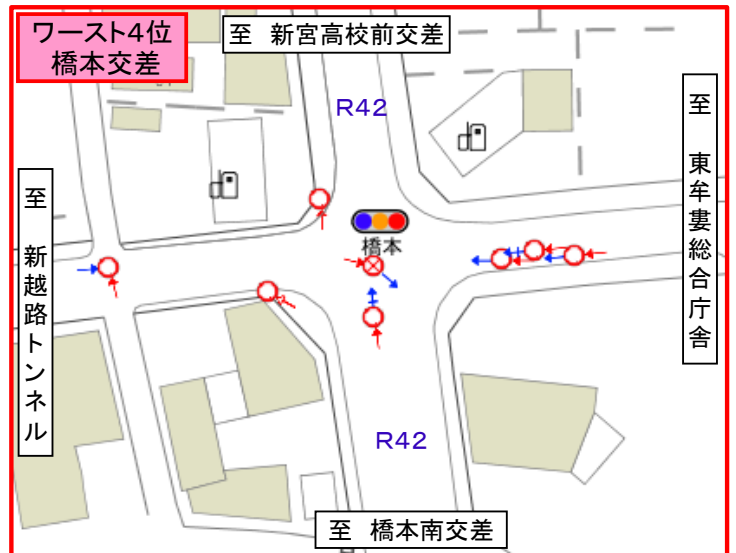 ワースト4位
橋本交差
至 新宮高校前交差
R42
至 東牟婁総合庁舎
至 新越路トンネル
橋本
R42
至 橋本南交差